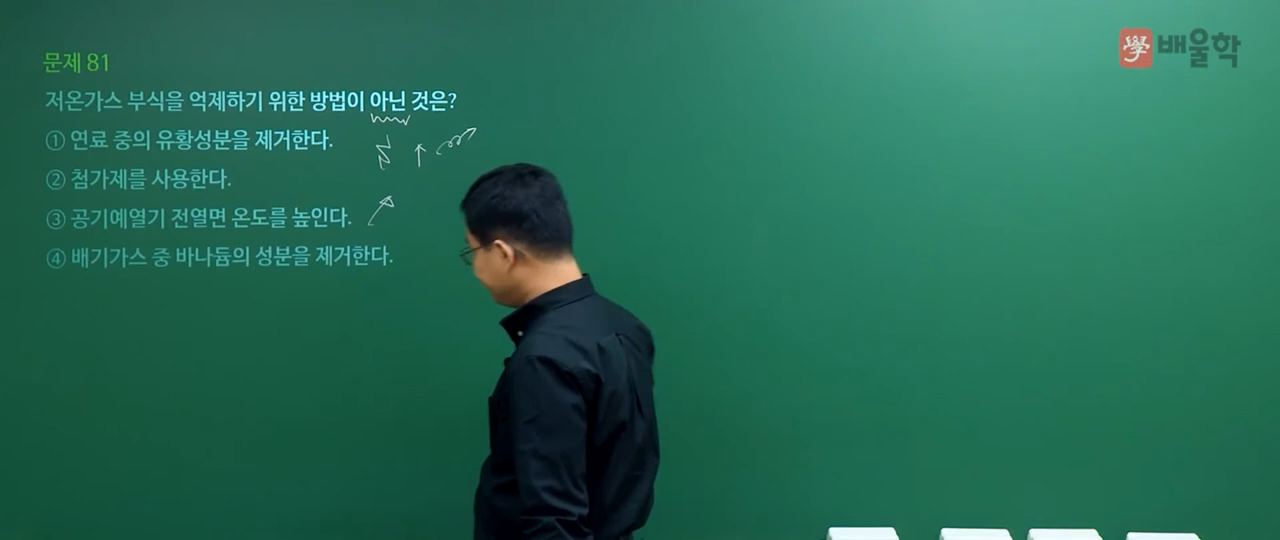 문제 81
저온가스 부식을 억제하기 위한 방법이 아닌 것은?
① 연료 중의 유황성분을 제거한다.
② 첨가제를 사용한다.
③ 공기예열기 전열면 온도를 높인다.
④ 배기가스 중 바나듐의 성분을 제거한다.
學 배울학